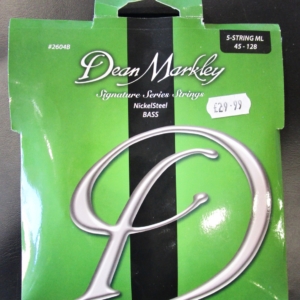 #2604B
5-STRING ML
45 - 128
Dean Markley
Signature Series Strings
NickelSteel
BASS
£29.99
D